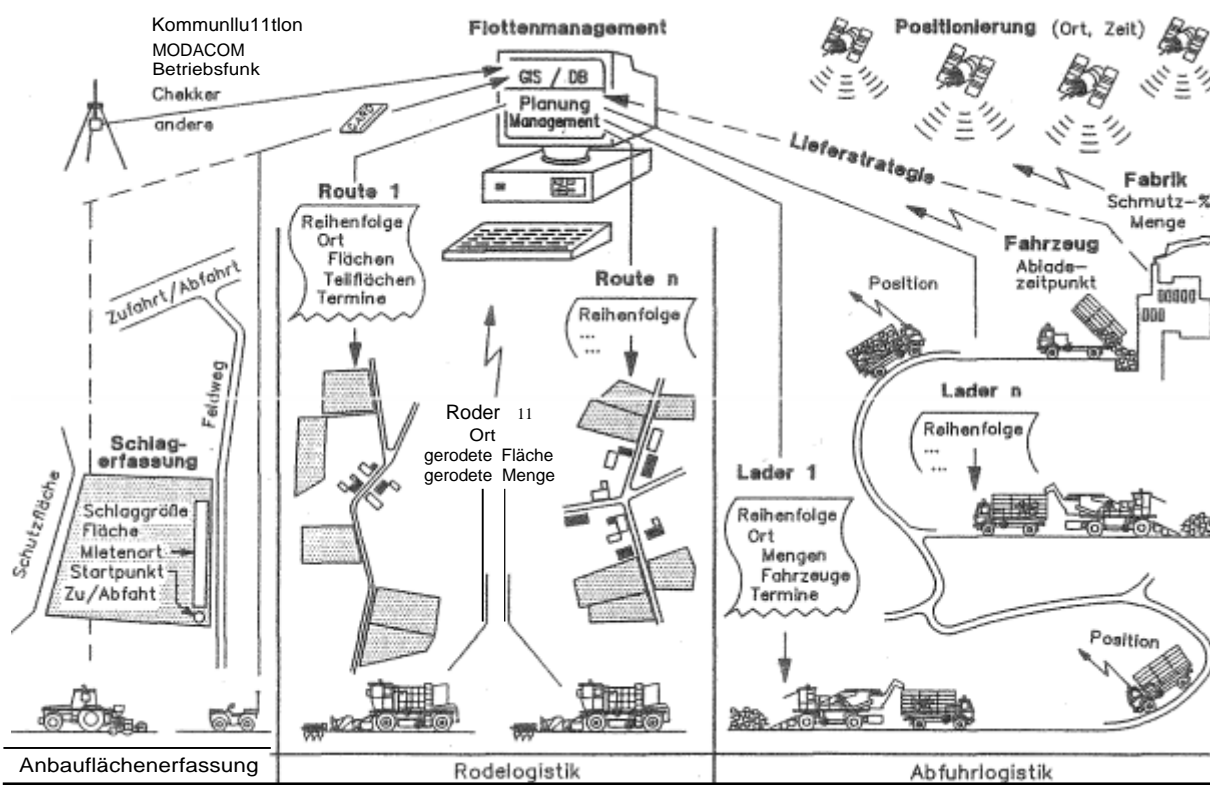 Kommunllu11tlon
MODACOM
Betriebsfunk
Chekker
andere
Flottenmanagement
GIS / DB
Planung
Management
CARD
Positionierung (Ort, Zeit)
Lieferstrategie
Fabrik
Schmutz-%
Menge
Fahrzeug
Ablade-
zeitpunkt
Position
Route 1
Reihenfolge
Ort
Flächen
Teilflächen
Termine
Route n
Reihenfolge
...
...
Zufahrt/Abfahrt
Feldweg
Schutzfläche
Schlag-
erfassung
Schlaggröße
Fläche
Mietenort
Startpunkt
Zu/Abfaht
Roder 11
Ort
gerodete Fläche
gerodete Menge
Lader 1
Reihenfolge
Ort
Mengen
Fahrzeuge
Termine
Lader n
Reihenfolge
...
...
Position
Anbauflächenerfassung
Rodelogistik
Abfuhrlogistik